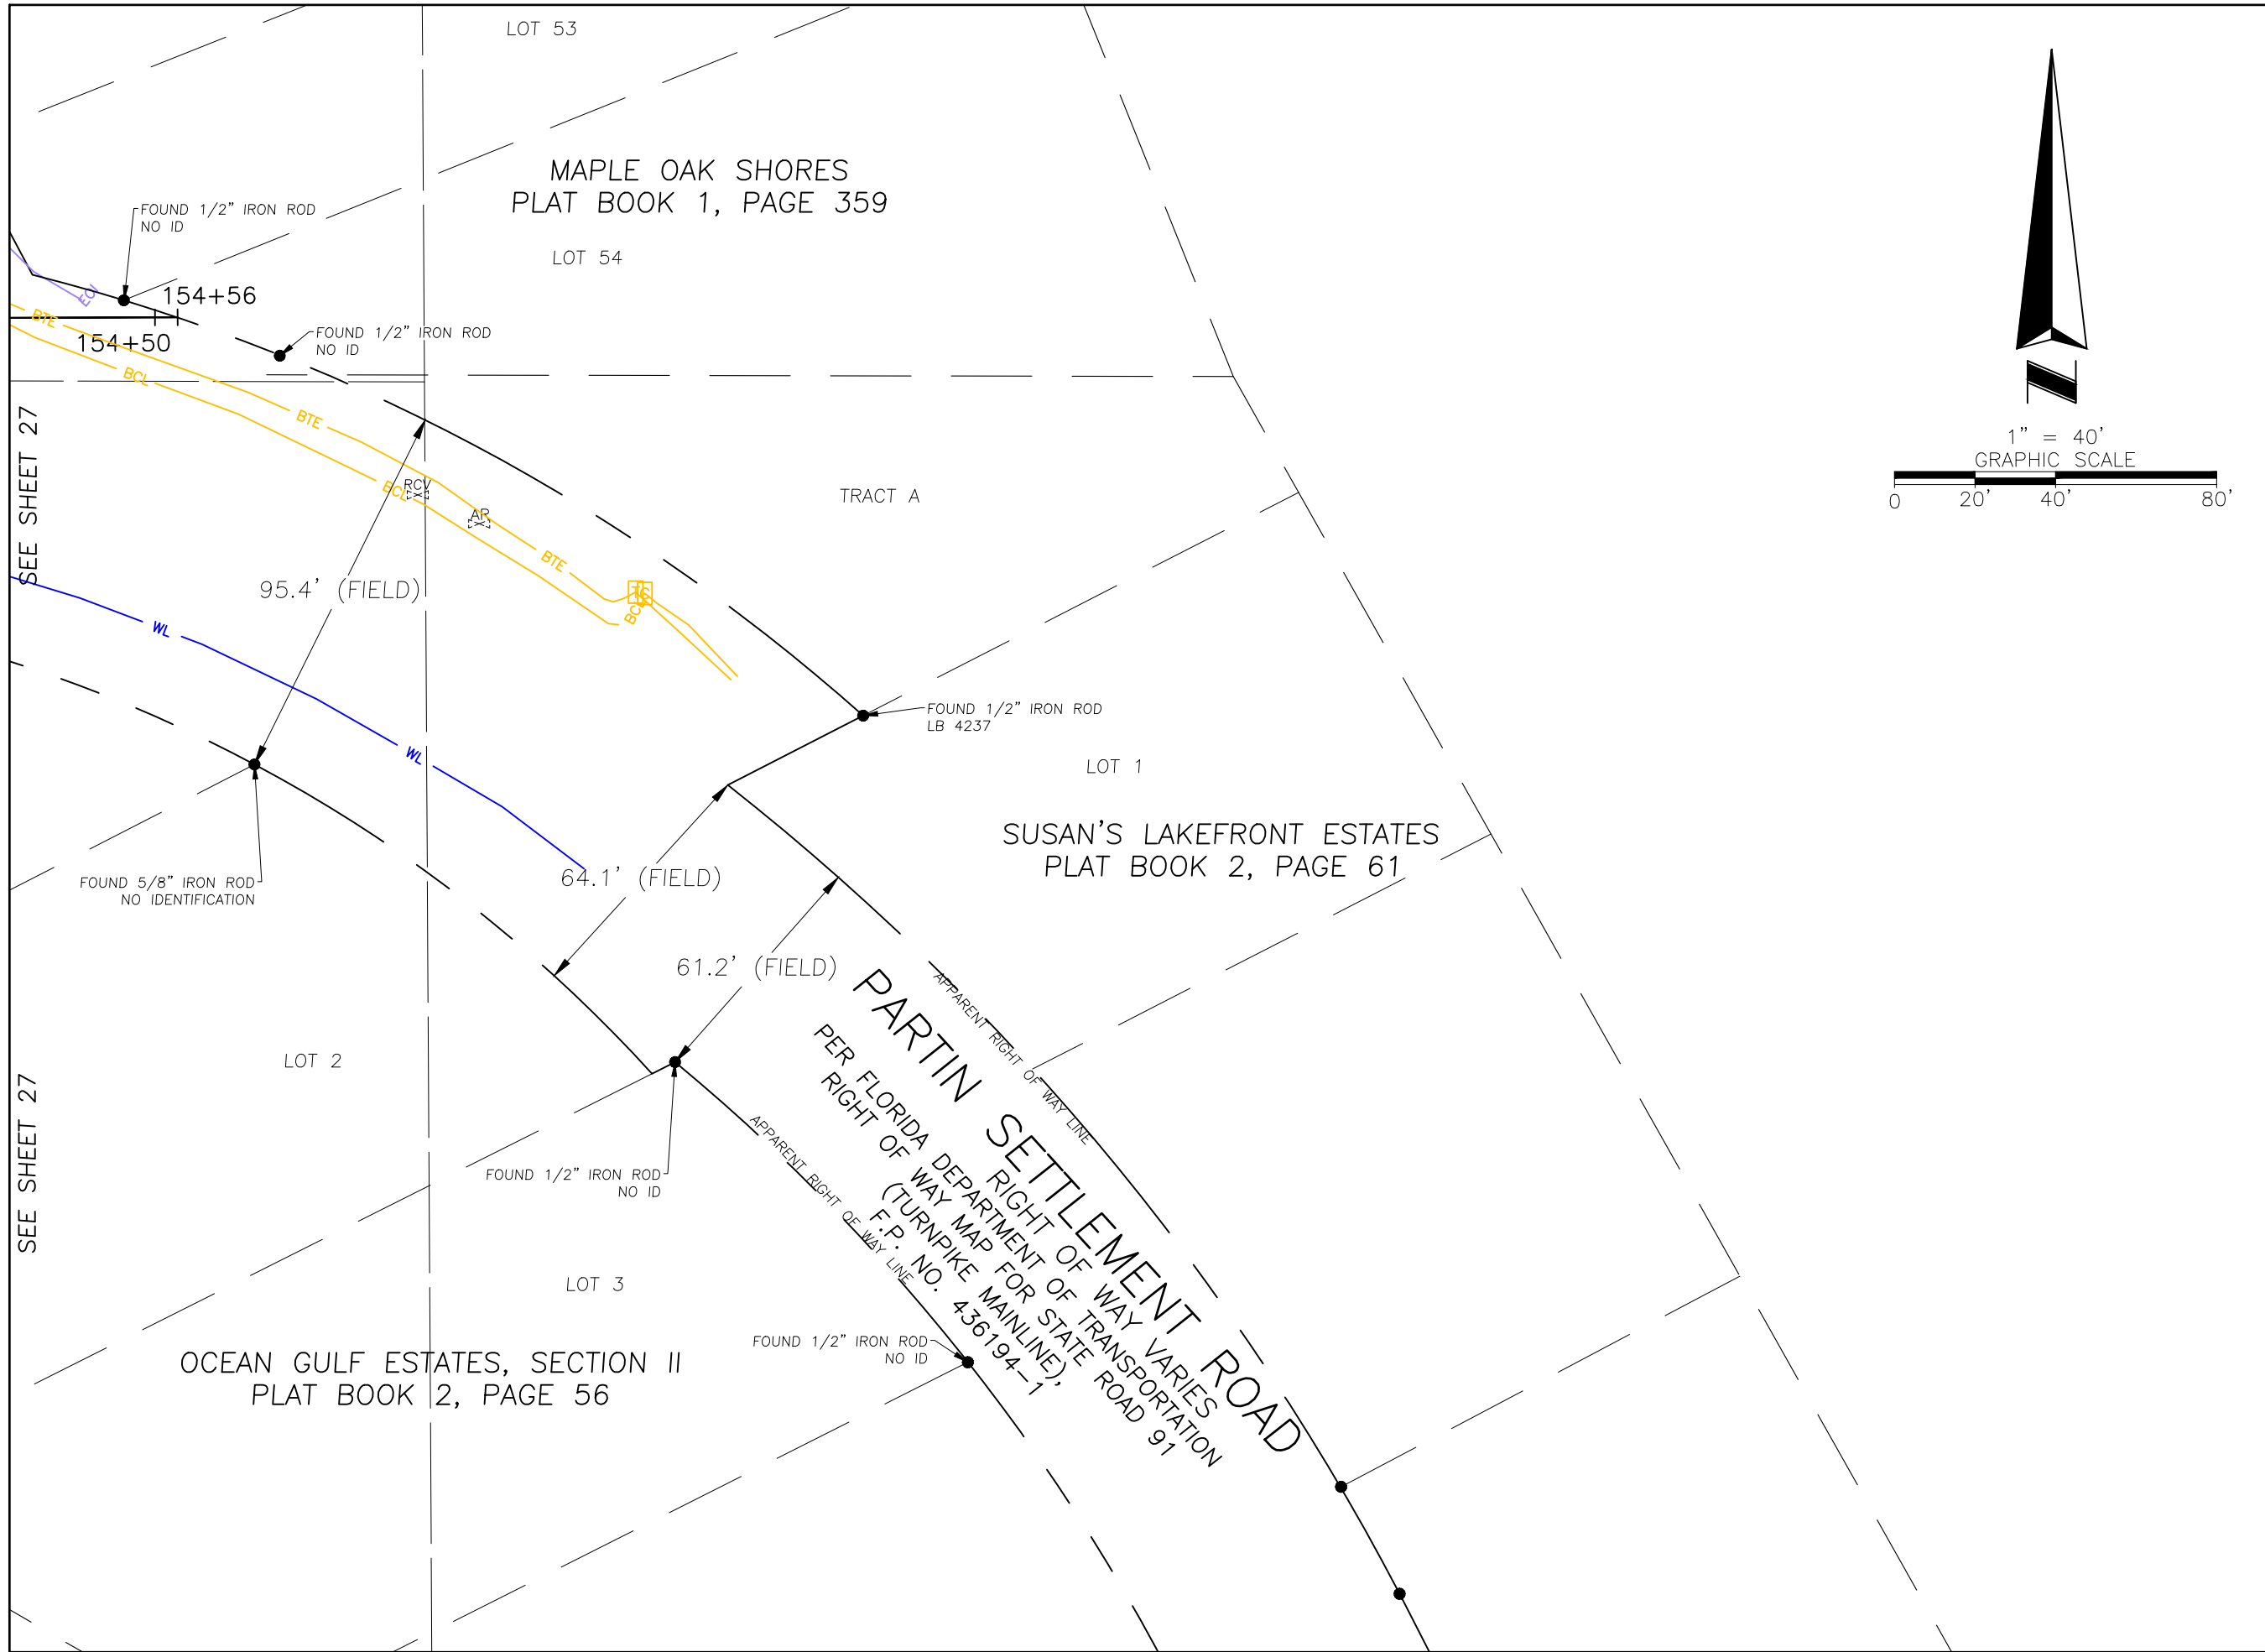 LOT 53
MAPLE OAK SHORES
PLAT BOOK 1, PAGE 359
FOUND 1/2" IRON ROD
NO ID
LOT 54
ECI
154+56
154+50
FOUND 1/2" IRON ROD
NO ID
BTE
BCL
BTE
SEE SHEET 27
1" = 40'
GRAPHIC SCALE
0 20' 40' 80'
RCV
BCL
AP
TRACT A
BTE
95.4' (FIELD)
WL
FOUND 1/2" IRON ROD
LB 4237
WL
LOT 1
SUSAN'S LAKEFRONT ESTATES
PLAT BOOK 2, PAGE 61
FOUND 5/8" IRON ROD
NO IDENTIFICATION
64.1' (FIELD)
61.2' (FIELD)
APPARENT RIGHT OF WAY LINE
PARTIN SETTLEMENT ROAD
RIGHT OF WAY VARIES
PER FLORIDA DEPARTMENT OF TRANSPORTATION
RIGHT OF WAY MAP FOR STATE ROAD 91
(TURNPIKE MAINLINE),
F.P. NO. 436194-1
LOT 2
SEE SHEET 27
APPARENT RIGHT OF WAY LINE
FOUND 1/2" IRON ROD
NO ID
LOT 3
FOUND 1/2" IRON ROD
NO ID
OCEAN GULF ESTATES, SECTION II
PLAT BOOK 2, PAGE 56
N